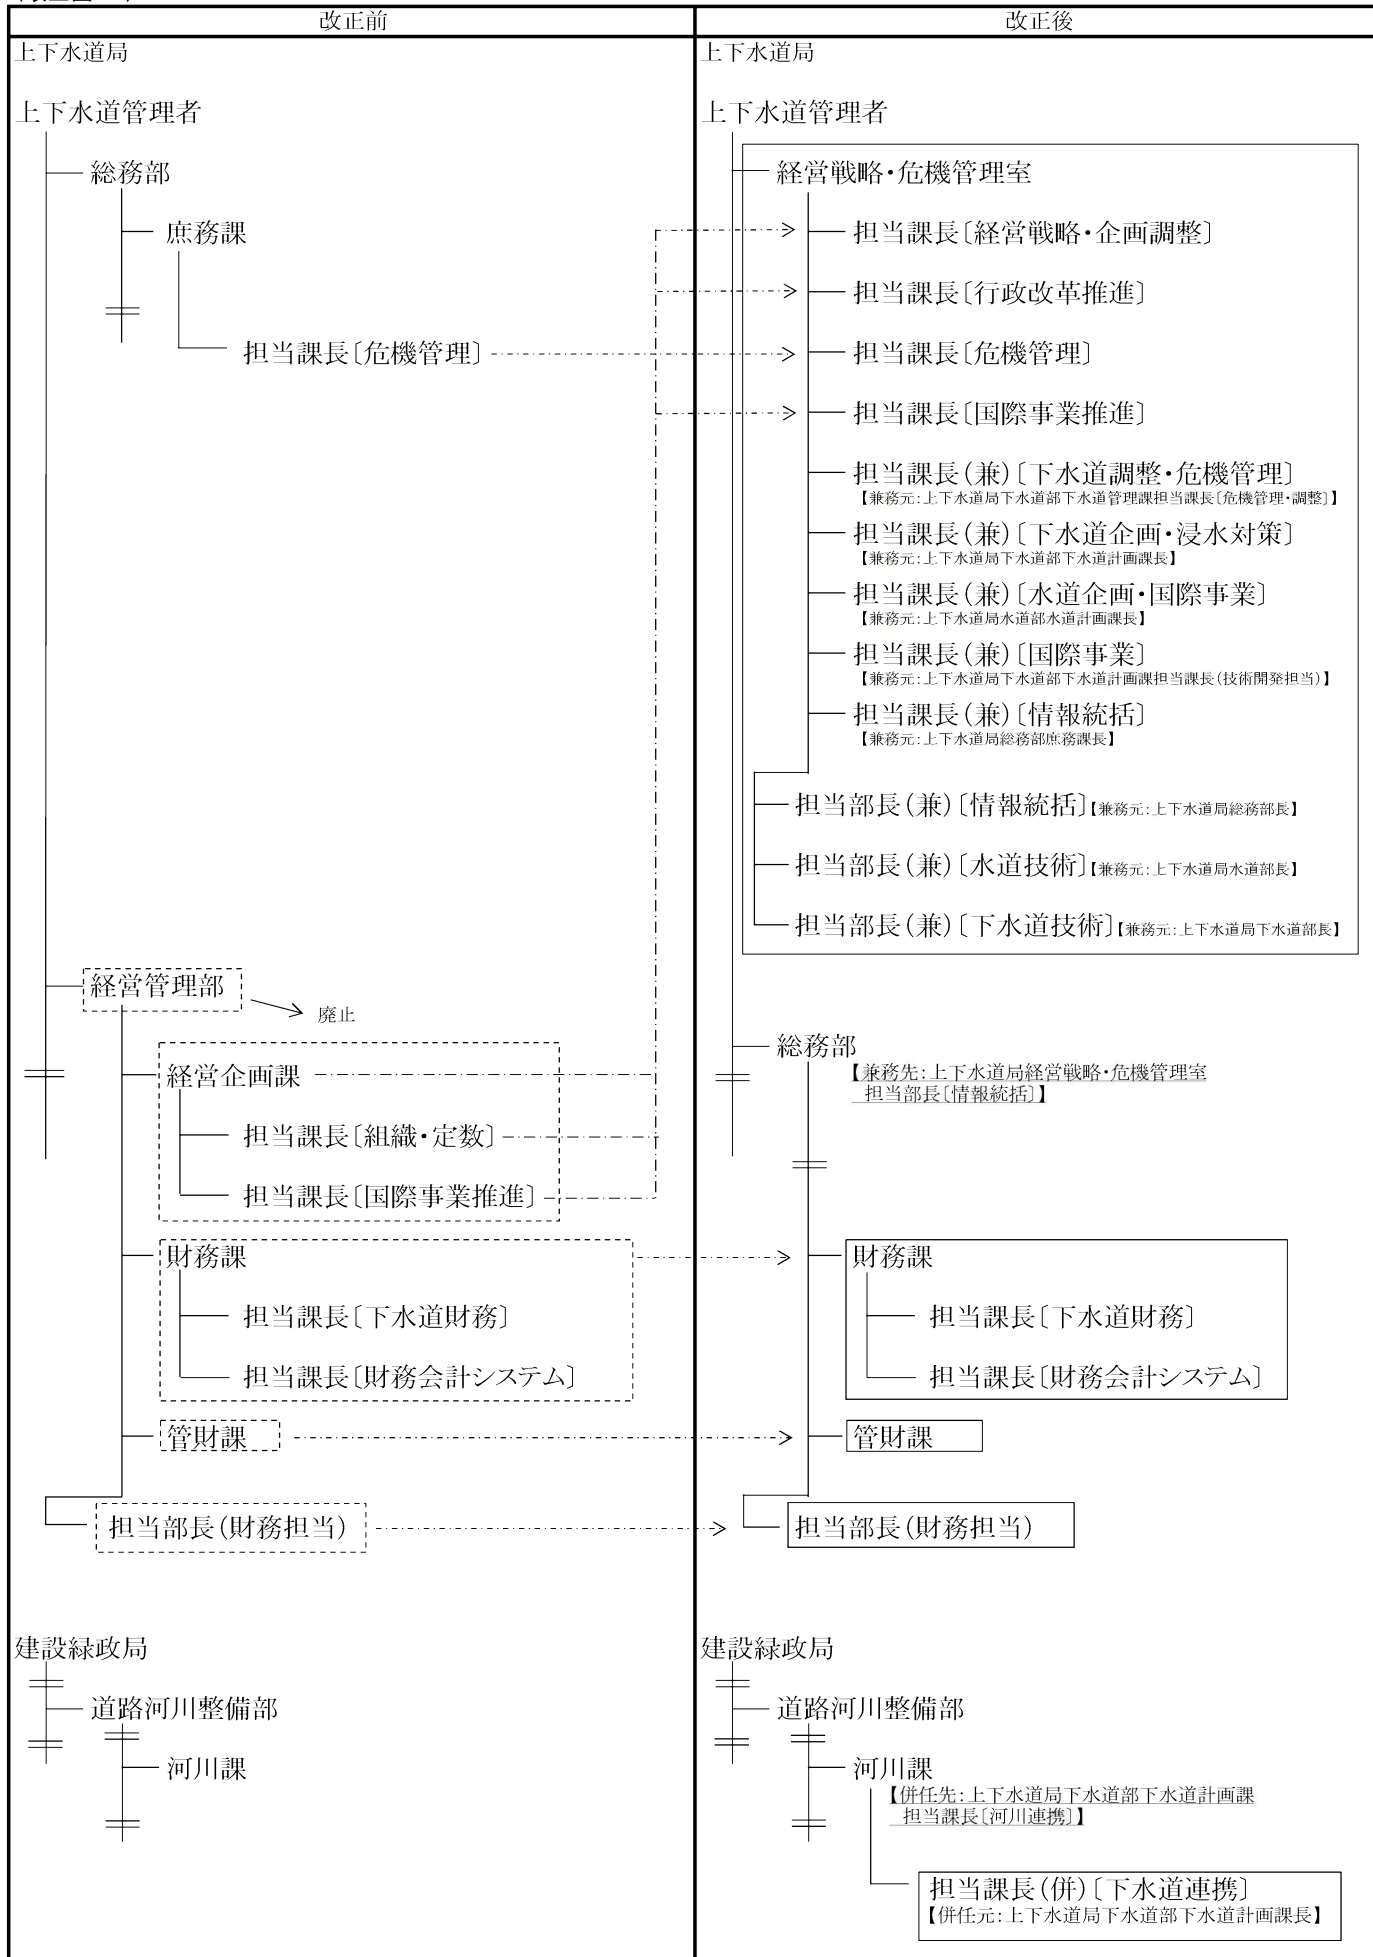 改正前
上下水道局
上下水道管理者
総務部
庶務課
担当課長〔危機管理〕
経営管理部
廃止
経営企画課
担当課長〔組織・定数〕
担当課長〔国際事業推進〕
財務課
担当課長〔下水道財務〕
担当課長〔財務会計システム〕
管財課
担当部長(財務担当)
建設緑政局
道路河川整備部
河川課
改正後
上下水道局
上下水道管理者
経営戦略・危機管理室
担当課長〔経営戦略・企画調整〕
担当課長〔行政改革推進〕
担当課長〔危機管理〕
担当課長〔国際事業推進〕
担当課長(兼)〔下水道調整・危機管理〕
【兼務元:上下水道局下水道部下水道管理課担当課長〔危機管理・調整〕】
担当課長(兼)〔下水道企画・浸水対策〕
【兼務元:上下水道局下水道部下水道計画課長】
担当課長(兼)〔水道企画・国際事業〕
【兼務元:上下水道局水道部水道計画課長】
担当課長(兼)〔国際事業〕
【兼務元:上下水道局下水道部下水道計画課担当課長(技術開発担当)】
担当課長(兼)〔情報統括〕
【兼務元:上下水道局総務部庶務課長】
担当部長(兼)〔情報統括〕【兼務元:上下水道局総務部長】
担当部長(兼)〔水道技術〕【兼務元:上下水道局水道部長】
担当部長(兼)〔下水道技術〕【兼務元:上下水道局下水道部長】
総務部
【兼務先:上下水道局経営戦略・危機管理室
担当部長〔情報統括〕】
財務課
担当課長〔下水道財務〕
担当課長〔財務会計システム〕
管財課
担当部長(財務担当)
建設緑政局
道路河川整備部
河川課
【併任先:上下水道局下水道部下水道計画課
担当課長〔河川連携〕】
担当課長(併)〔下水道連携〕
【併任元:上下水道局下水道部下水道計画課長】